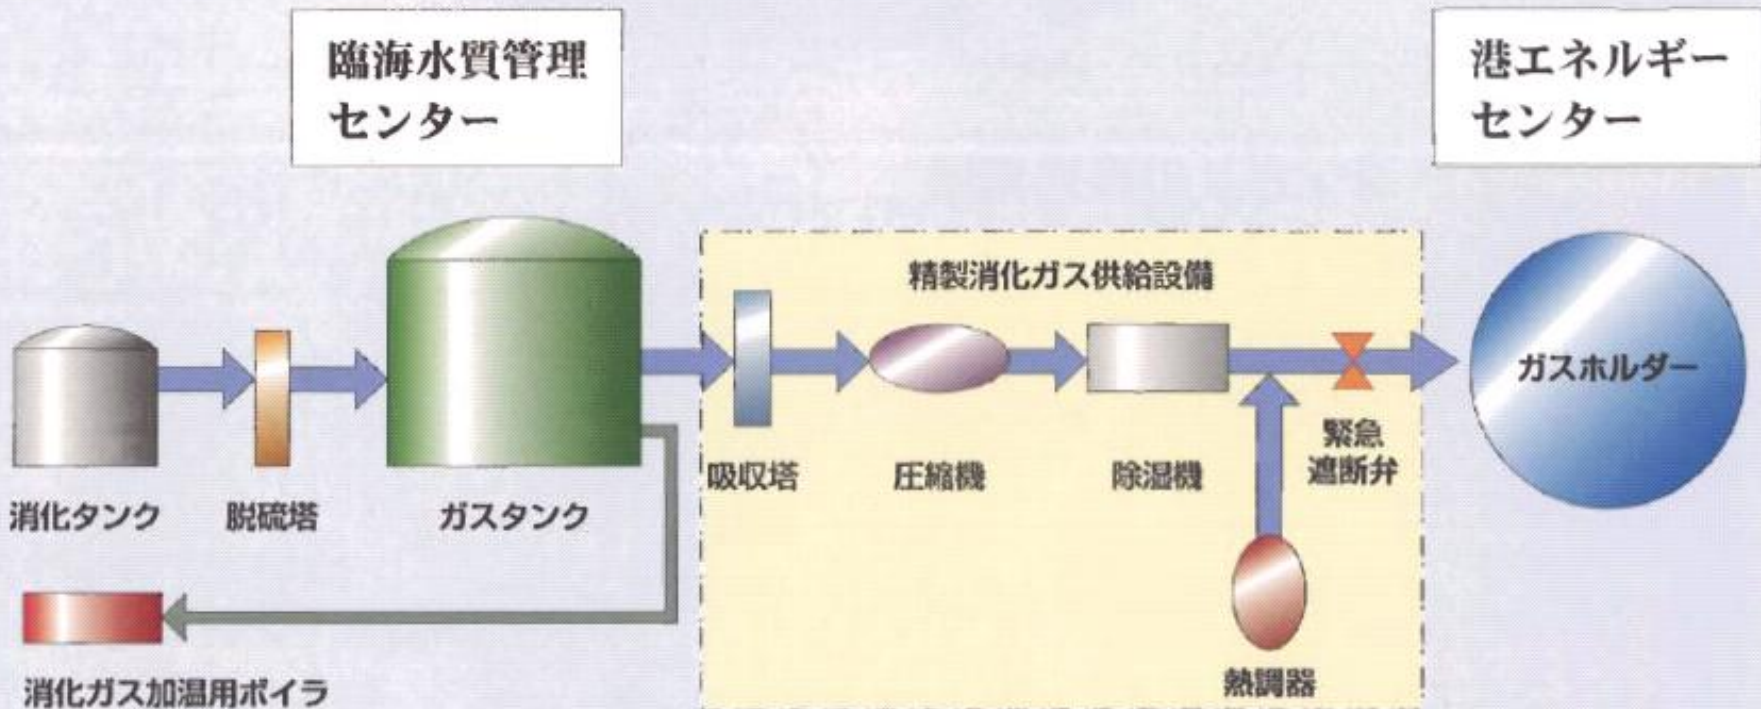 臨海水質管理
センター
港エネルギー
センター
精製消化ガス供給設備
ガスホルダー
緊急
遮断弁
吸収塔
圧縮機
除湿機
消化タンク
脱硫塔
ガスタンク
熱調器
消化ガス加温用ボイラ